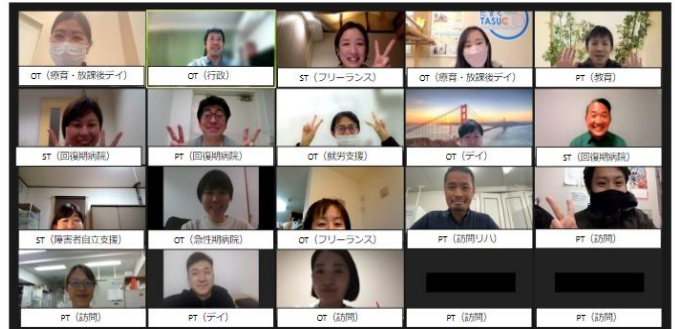 たすく
TASUC
OT（療育・放課後デイ）
OT（行政）
ST（フリーランス）
OT（療育・放課後デイ）
PT（教育）
ST（回復期病院）
PT（回復期病院）
OT（就労支援）
OT（デイ）
ST（回復期病院）
ST（障害者自立支援）
OT（急性期病院）
OT（フリーランス）
PT（訪問リハ）
PT（訪問）
PT（訪問）
PT（デイ）
OT（訪問）
PT（訪問）
PT（訪問）